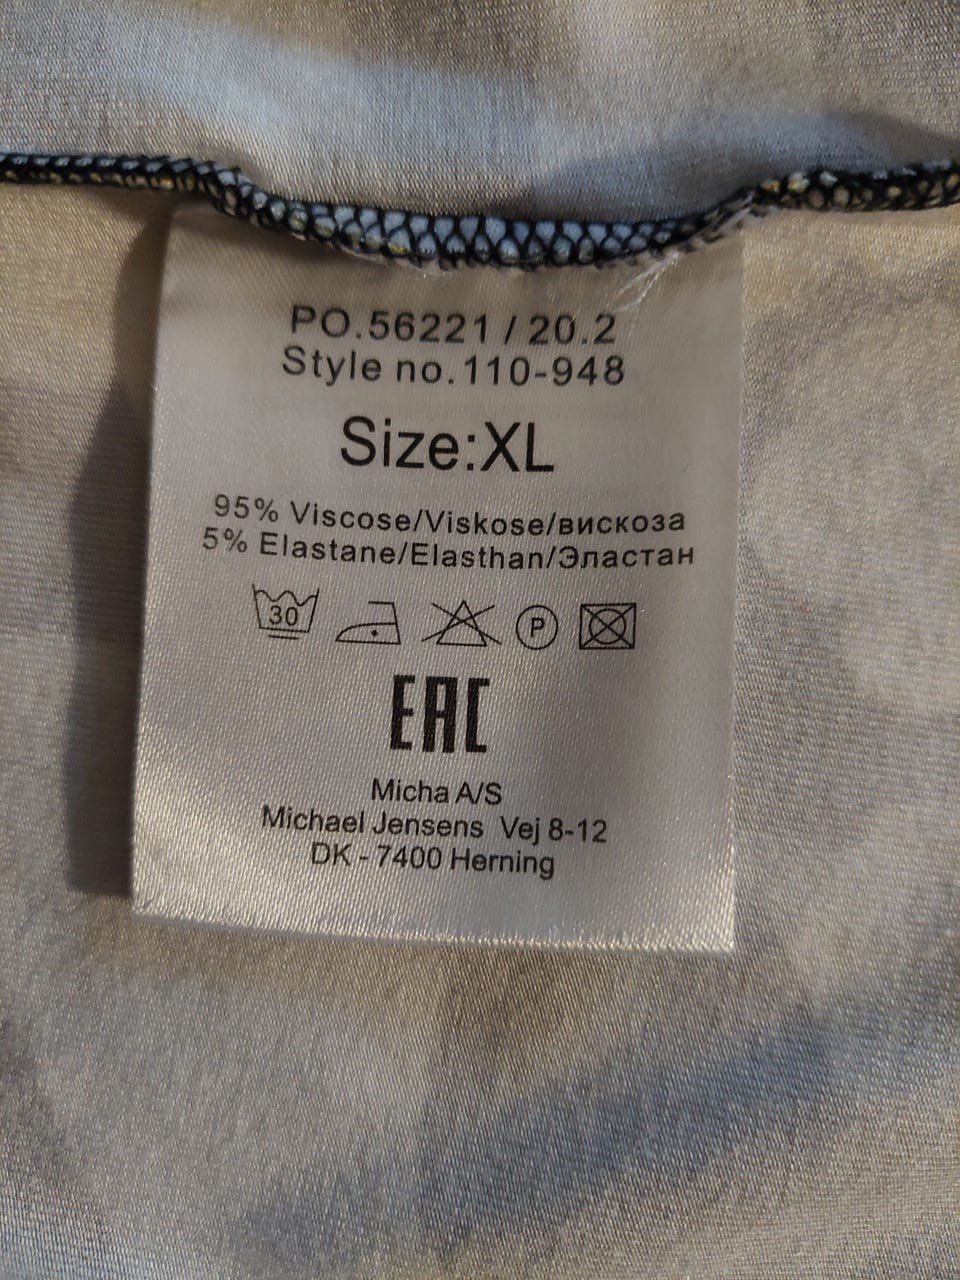 PO.56221 / 20.2
Style no.110-948
Size:XL
95% Viscose/Viskose/вискоза
5% Elastane/Elasthan/Эластан
30 P
EAC
Micha A/S
Michael Jensens Vej 8-12
DK - 7400 Herning